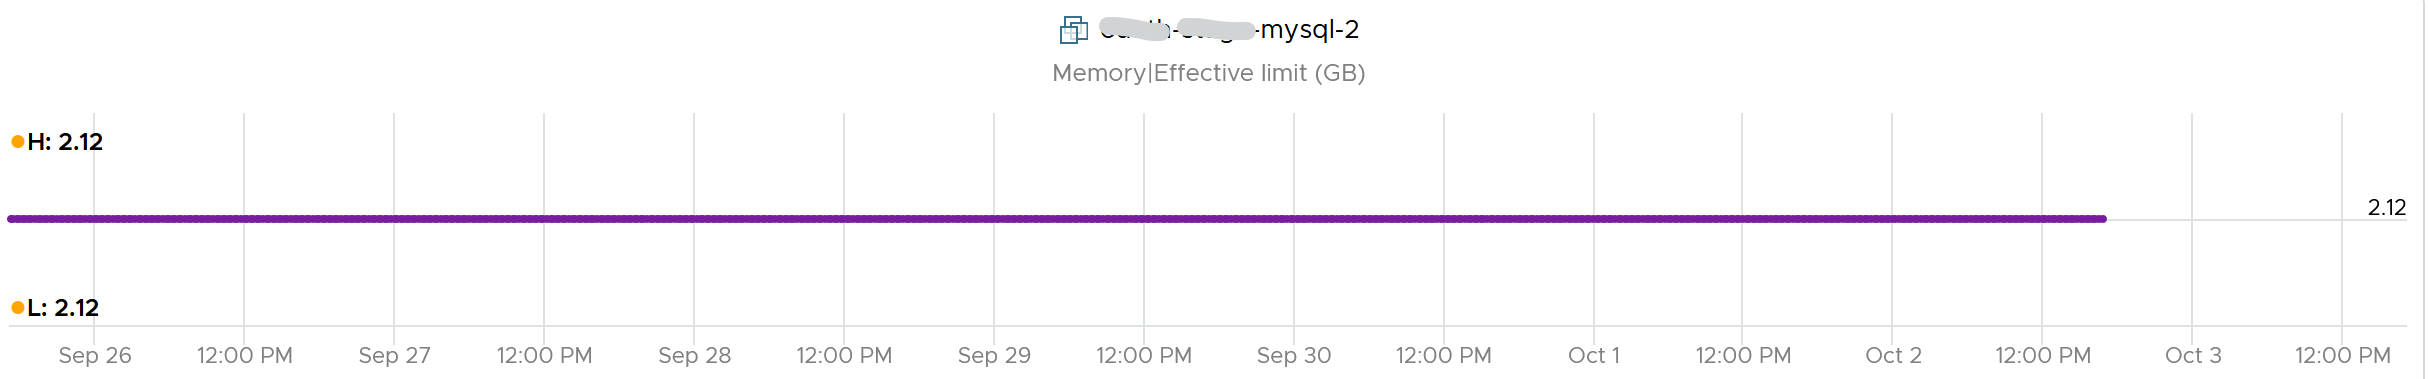 -mysql-2
Memory|Effective limit (GB)
H: 2.12
2.12
L: 2.12
Sep 26 12:00 PM Sep 27 12:00 PM Sep 28 12:00 PM Sep 29 12:00 PM Sep 30 12:00 PM Oct 1 12:00 PM Oct 2 12:00 PM Oct 3 12:00 PM